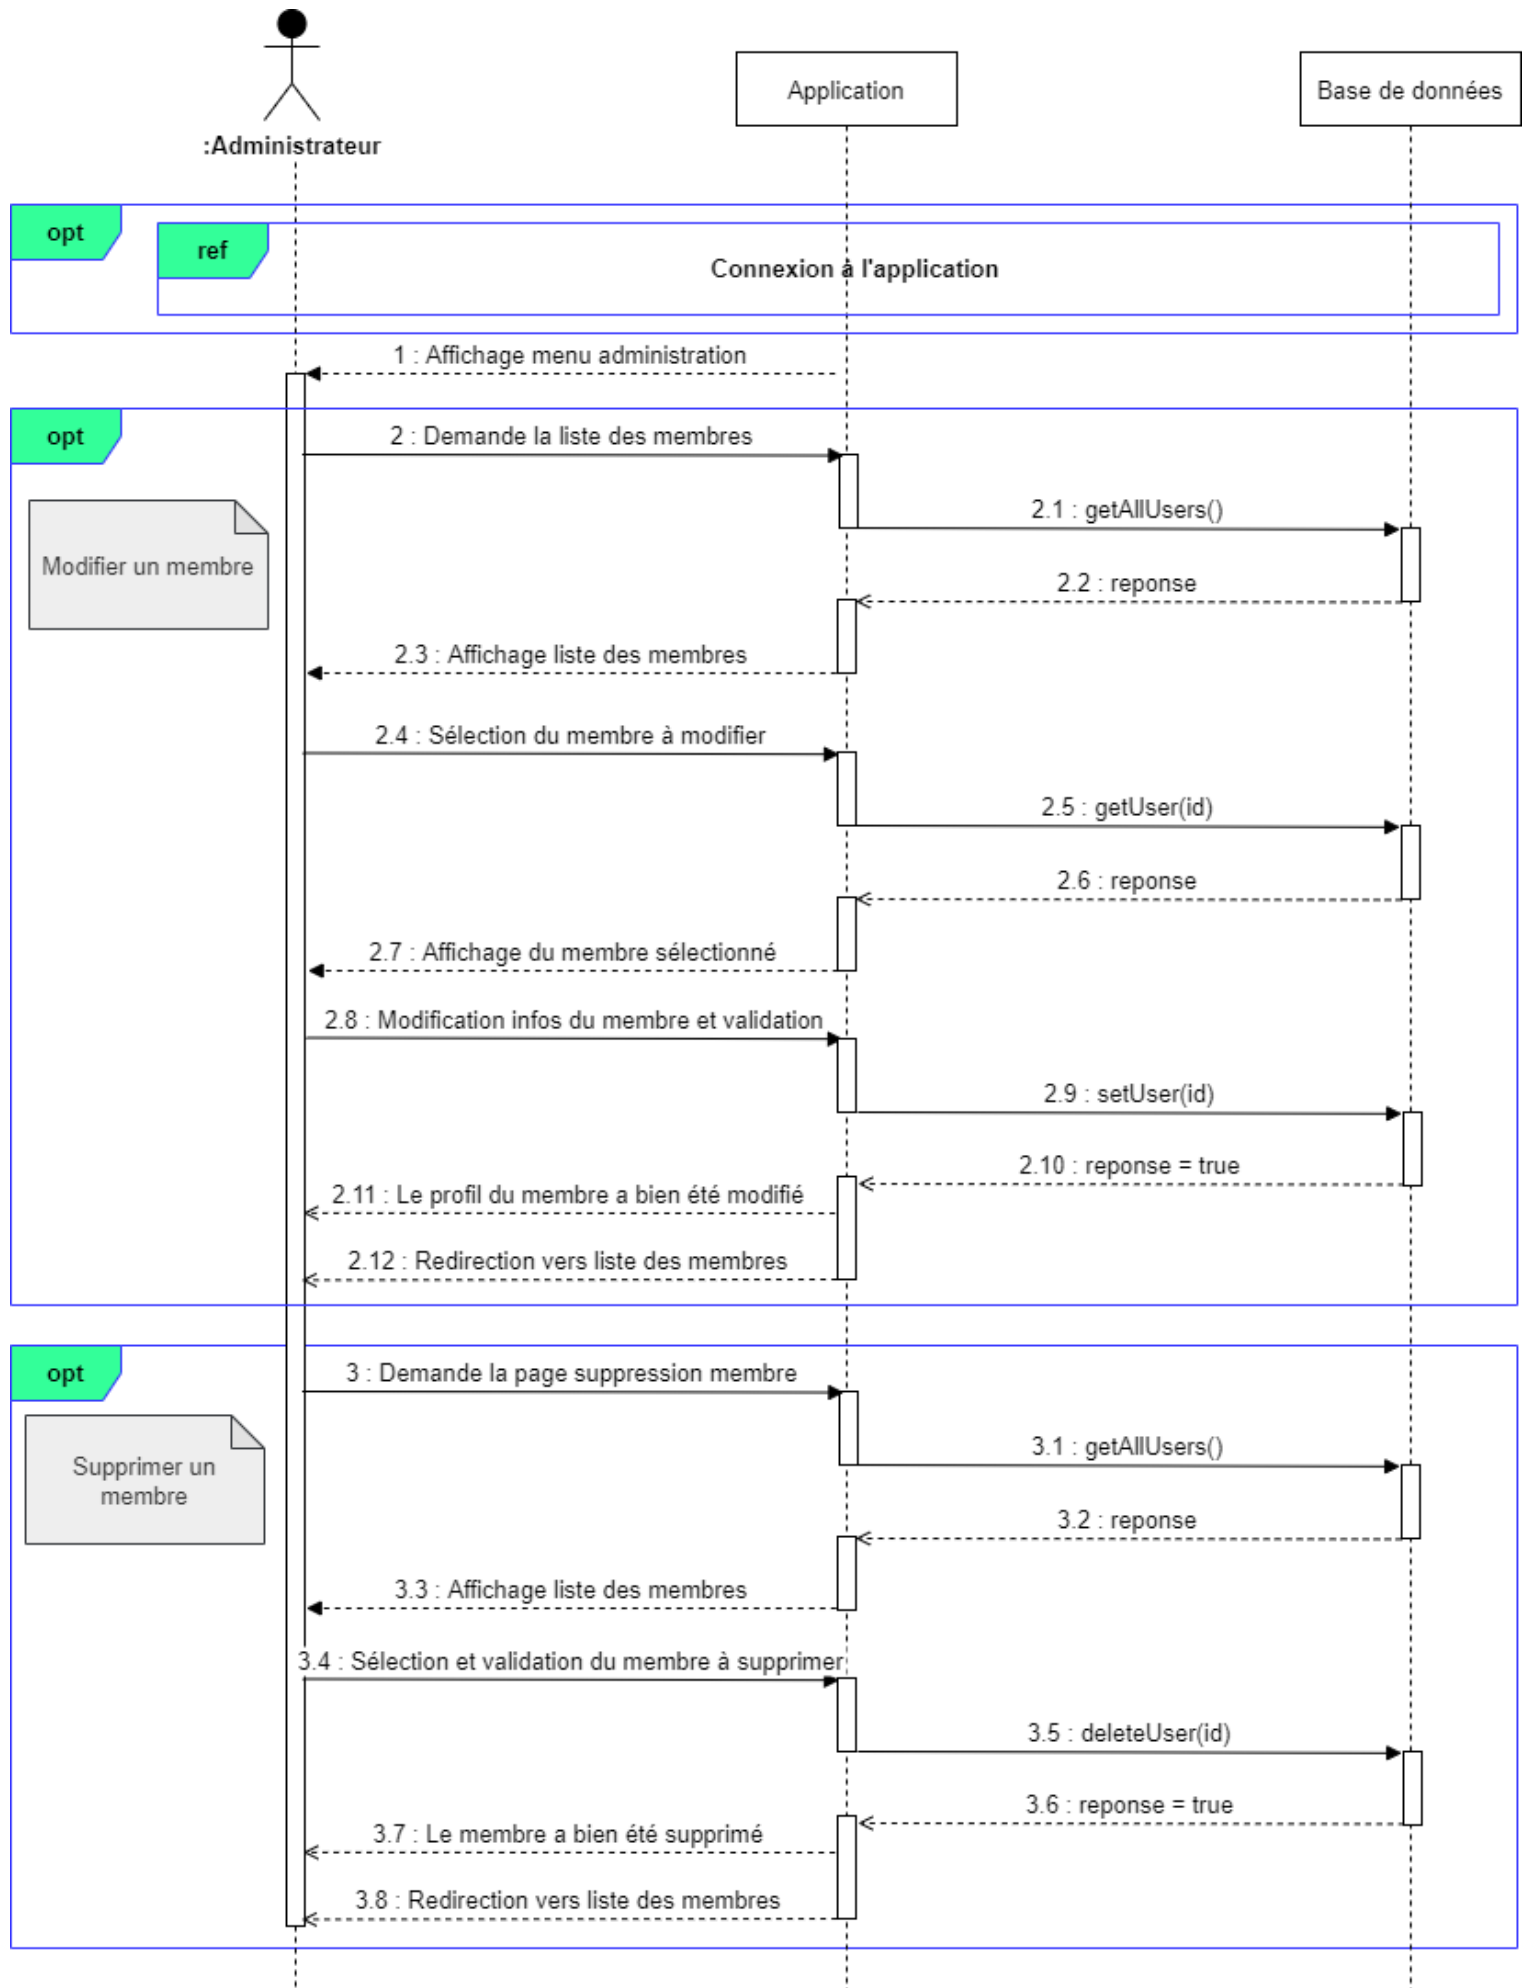 :Administrateur
Application
Base de données
opt
ref
Connexion à l'application
1 : Affichage menu administration
opt
2 : Demande la liste des membres
Modifier un membre
2.1 : getAllUsers()
2.2 : reponse
2.3 : Affichage liste des membres
2.4 : Sélection du membre à modifier
2.5 : getUser(id)
2.6 : reponse
2.7 : Affichage du membre sélectionné
2.8 : Modification infos du membre et validation
2.9 : setUser(id)
2.10 : reponse = true
2.11 : Le profil du membre a bien été modifié
2.12 : Redirection vers liste des membres
opt
3 : Demande la page suppression membre
Supprimer un
membre
3.1 : getAllUsers()
3.2 : reponse
3.3 : Affichage liste des membres
3.4 : Sélection et validation du membre à supprimer
3.5 : deleteUser(id)
3.6 : reponse = true
3.7 : Le membre a bien été supprimé
3.8 : Redirection vers liste des membres